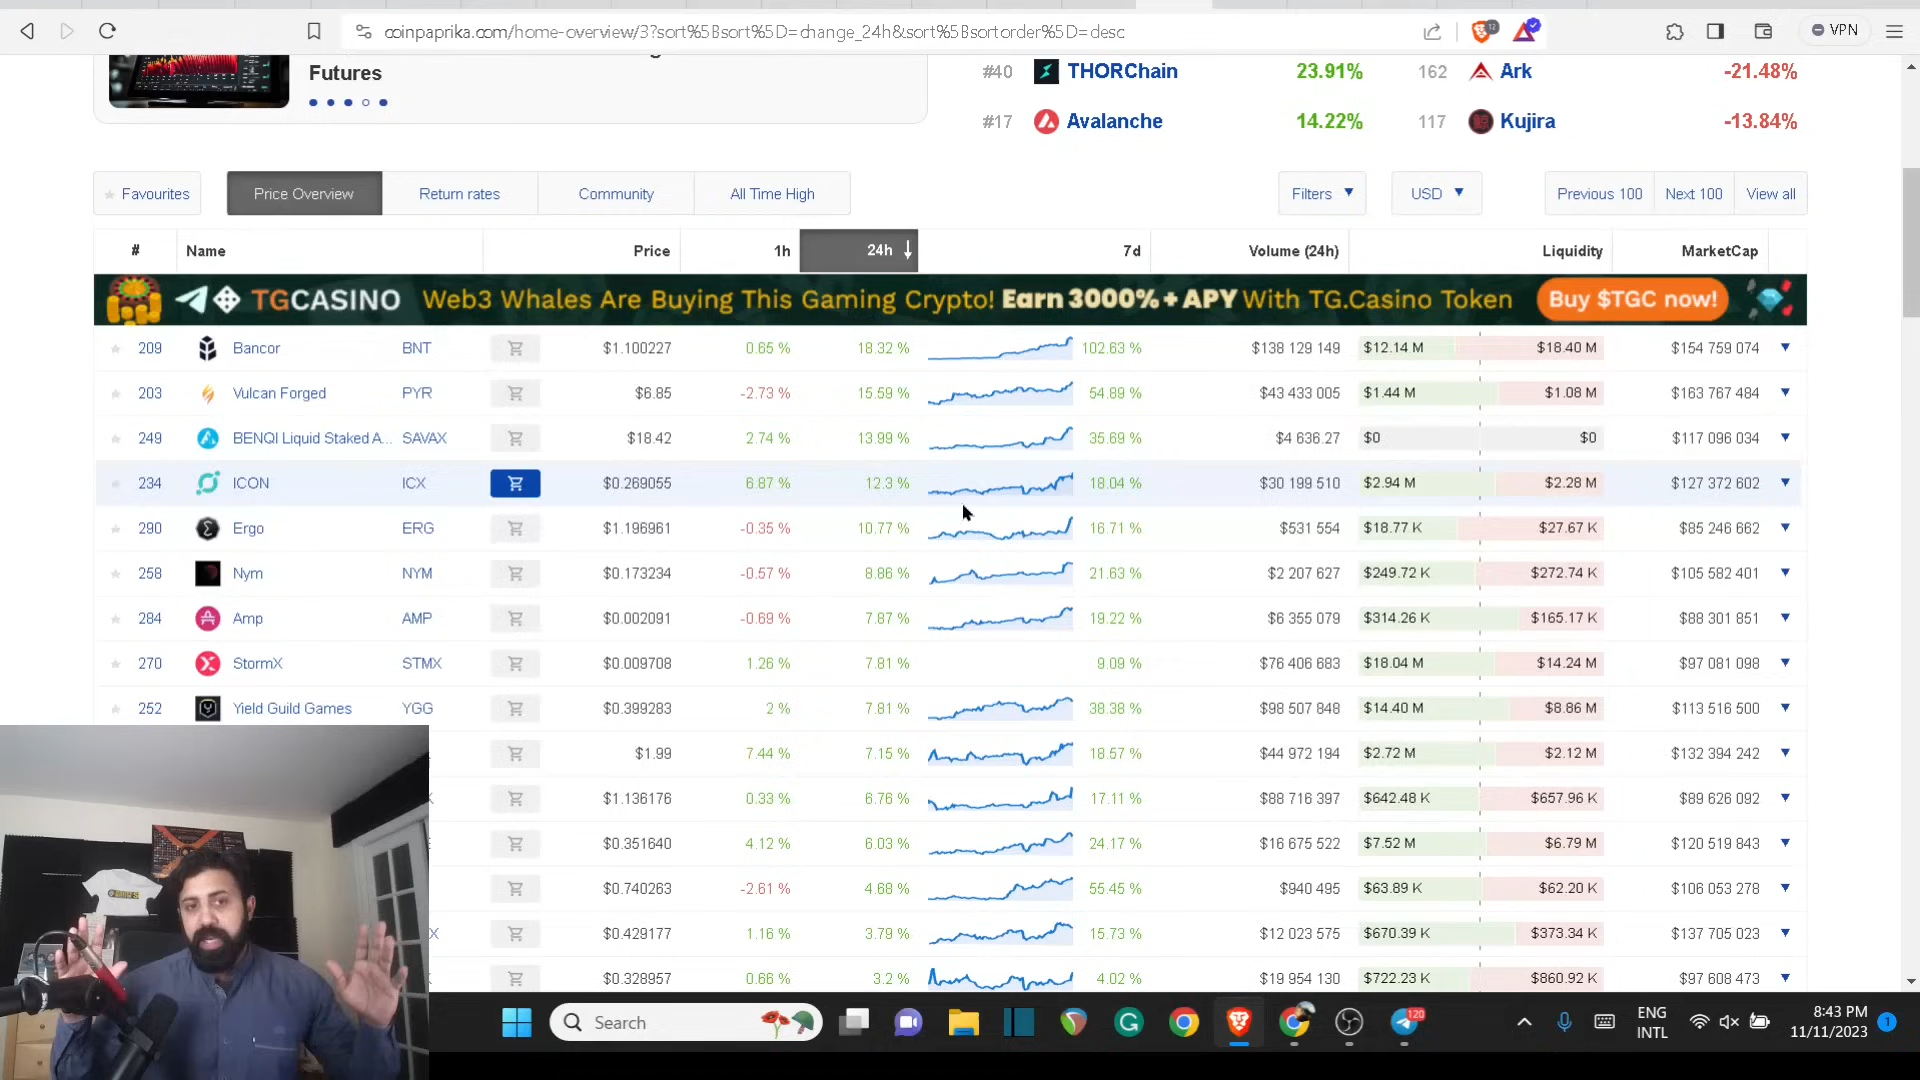 coinpaprika.com/home-overview/3?sort%5Bsort%5D=change_24h&sort%5Bsortorder%5D=desc
12
VPN
Futures
#40 THORChain 23.91% 162 Ark -21.48%
#17 Avalanche 14.22% 117 Kujira -13.84%
Favourites Price Overview Return rates Community All Time High Filters USD Previous 100 Next 100 View all
# Name Price 1h 24h 7d Volume (24h) Liquidity MarketCap
TGCASINO Web3 Whales Are Buying This Gaming Crypto! Earn 3000%+ APY With TG.Casino Token Buy $TGC now!
209 Bancor BNT $1.100227 0.65 % 18.32 % 102.63 % $138 129 149 $12.14 M $18.40 M $154 759 074
203 Vulcan Forged PYR $6.85 -2.73 % 15.59 % 54.89 % $43 433 005 $1.44 M $1.08 M $163 767 484
249 BENQI Liquid Staked A... SAVAX $18.42 2.74 % 13.99 % 35.69 % $4 636.27 $0 $0 $117 096 034
234 ICON ICX $0.269055 6.87 % 12.3 % 18.04 % $30 199 510 $2.94 M $2.28 M $127 372 602
290 Ergo ERG $1.196961 -0.35 % 10.77 % 16.71 % $531 554 $18.77 K $27.67 K $85 246 662
258 Nym NYM $0.173234 -0.57 % 8.86 % 21.63 % $2 207 627 $249.72 K $272.74 K $105 582 401
284 Amp AMP $0.002091 -0.69 % 7.87 % 19.22 % $6 355 079 $314.26 K $165.17 K $88 301 851
270 StormX STMX $0.009708 1.26 % 7.81 % 9.09 % $76 406 683 $18.04 M $14.24 M $97 081 098
252 Yield Guild Games YGG $0.399283 2 % 7.81 % 38.38 % $98 507 848 $14.40 M $8.86 M $113 516 500
$1.99 7.44 % 7.15 % 18.57 % $44 972 194 $2.72 M $2.12 M $132 394 242
$1.136176 0.33 % 6.76 % 17.11 % $88 716 397 $642.48 K $657.96 K $89 626 092
$0.351640 4.12 % 6.03 % 24.17 % $16 675 522 $7.52 M $6.79 M $120 519 843
$0.740263 -2.61 % 4.68 % 55.45 % $940 495 $63.89 K $62.20 K $106 053 278
X $0.429177 1.16 % 3.79 % 15.73 % $12 023 575 $670.39 K $373.34 K $137 705 023
$0.328957 0.66 % 3.2 % 4.02 % $19 954 130 $722.23 K $860.92 K $97 608 473
Search
120
ENG
INTL
8:43 PM
11/11/2023
1